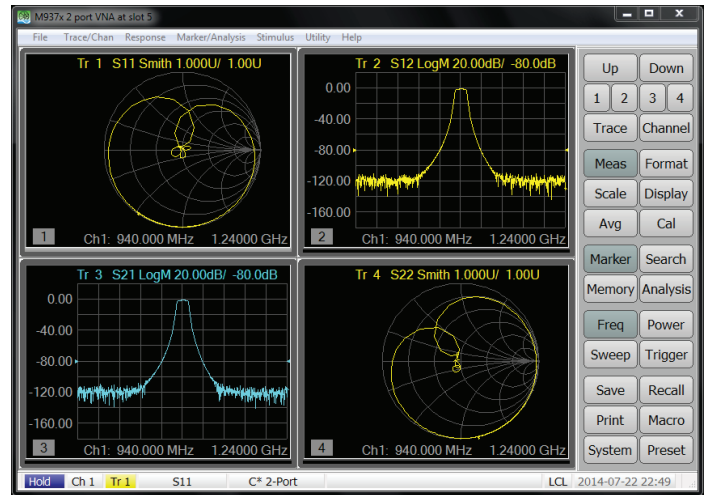 M937x 2 port VNA at slot 5
File Trace/Chan Response Marker/Analysis Stimulus Utility Help
Tr 1 S11 Smith 1.000U/ 1.00U
1
Ch1: 940.000 MHz 1.24000 GHz
Tr 2 S12 LogM 20.00dB/ -80.0dB
0.00
-40.00
-80.00
-120.00
-160.00
2
Ch1: 940.000 MHz 1.24000 GHz
Tr 3 S21 LogM 20.00dB/ -80.0dB
0.00
-40.00
-80.00
-120.00
-160.00
3
Ch1: 940.000 MHz 1.24000 GHz
Tr 4 S22 Smith 1.000U/ 1.00U
4
Ch1: 940.000 MHz 1.24000 GHz
Up Down
1 2 3 4
Trace Channel
Meas Format
Scale Display
Avg Cal
Marker Search
Memory Analysis
Freq Power
Sweep Trigger
Save Recall
Print Macro
System Preset
Hold Ch 1 Tr 1 S11 C* 2-Port LCL 2014-07-22 22:49